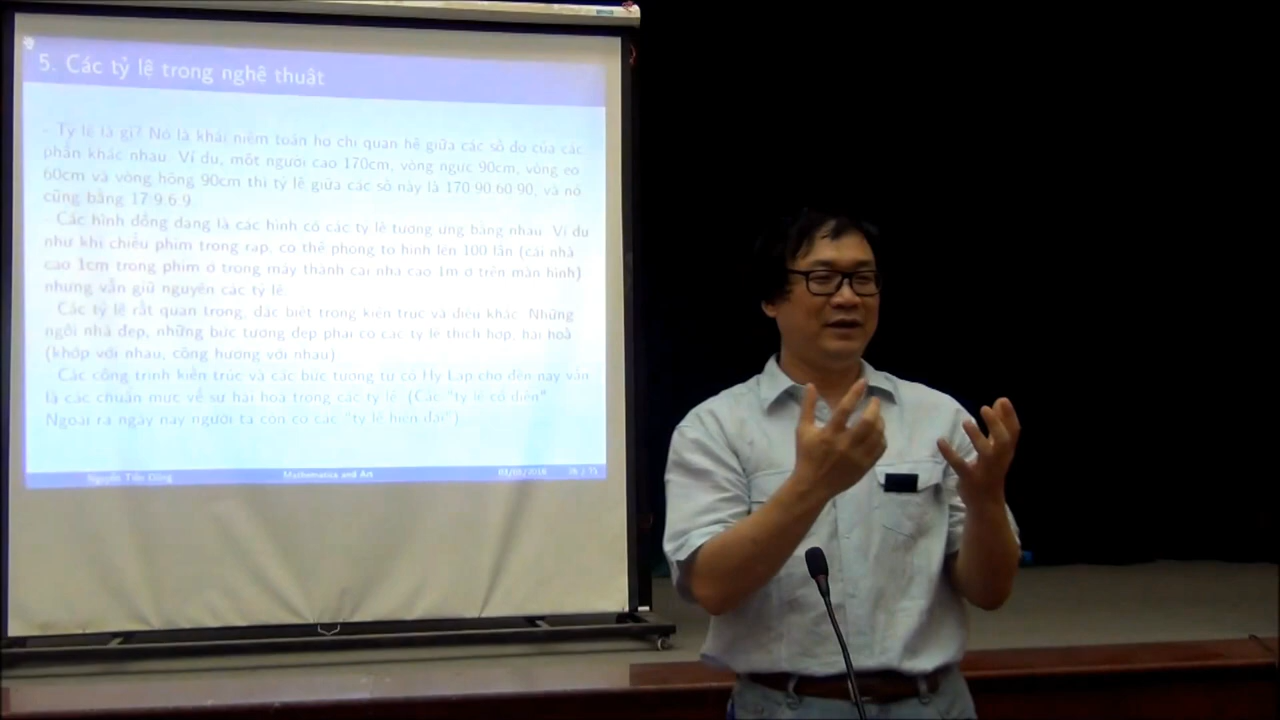 5. Các tỷ lệ trong nghệ thuật
- Tỷ lệ là gì? Nó là khái niệm toán họ chỉ quan hệ giữa các số đo của các
phần khác nhau. Ví dụ, một người cao 170cm, vòng ngực 90cm, vòng eo
60cm và vòng hông 90cm thì tỷ lệ giữa các số này là 170:90:60:90, và nó
cũng bằng 17:9:6:9.
- Các hình đồng dạng là các hình có các tỷ lệ tương ứng bằng nhau. Ví dụ
như khi chiếu phim trong rạp, có thể phóng to hình lên 100 lần (cái nhà
cao 1cm trong phim ở trong máy thành cái nhà cao 1m ở trên màn hình)
nhưng vẫn giữ nguyên các tỷ lệ.
- Các tỷ lệ rất quan trọng, đặc biệt trong kiến trúc và điêu khắc. Những
ngôi nhà đẹp, những bức tượng đẹp phải có các tỷ lệ thích hợp, hài hoà
(khớp với nhau, cộng hưởng với nhau)
- Các công trình kiến trúc và các bức tượng từ cổ Hy Lạp cho đến nay vẫn
là các chuẩn mực về sự hài hoà trong các tỷ lệ. (Các "tỷ lệ cổ điển".
Ngoài ra ngày nay người ta còn có các "tỷ lệ hiện đại").
Nguyễn Tiến Dũng Mathematics and Art